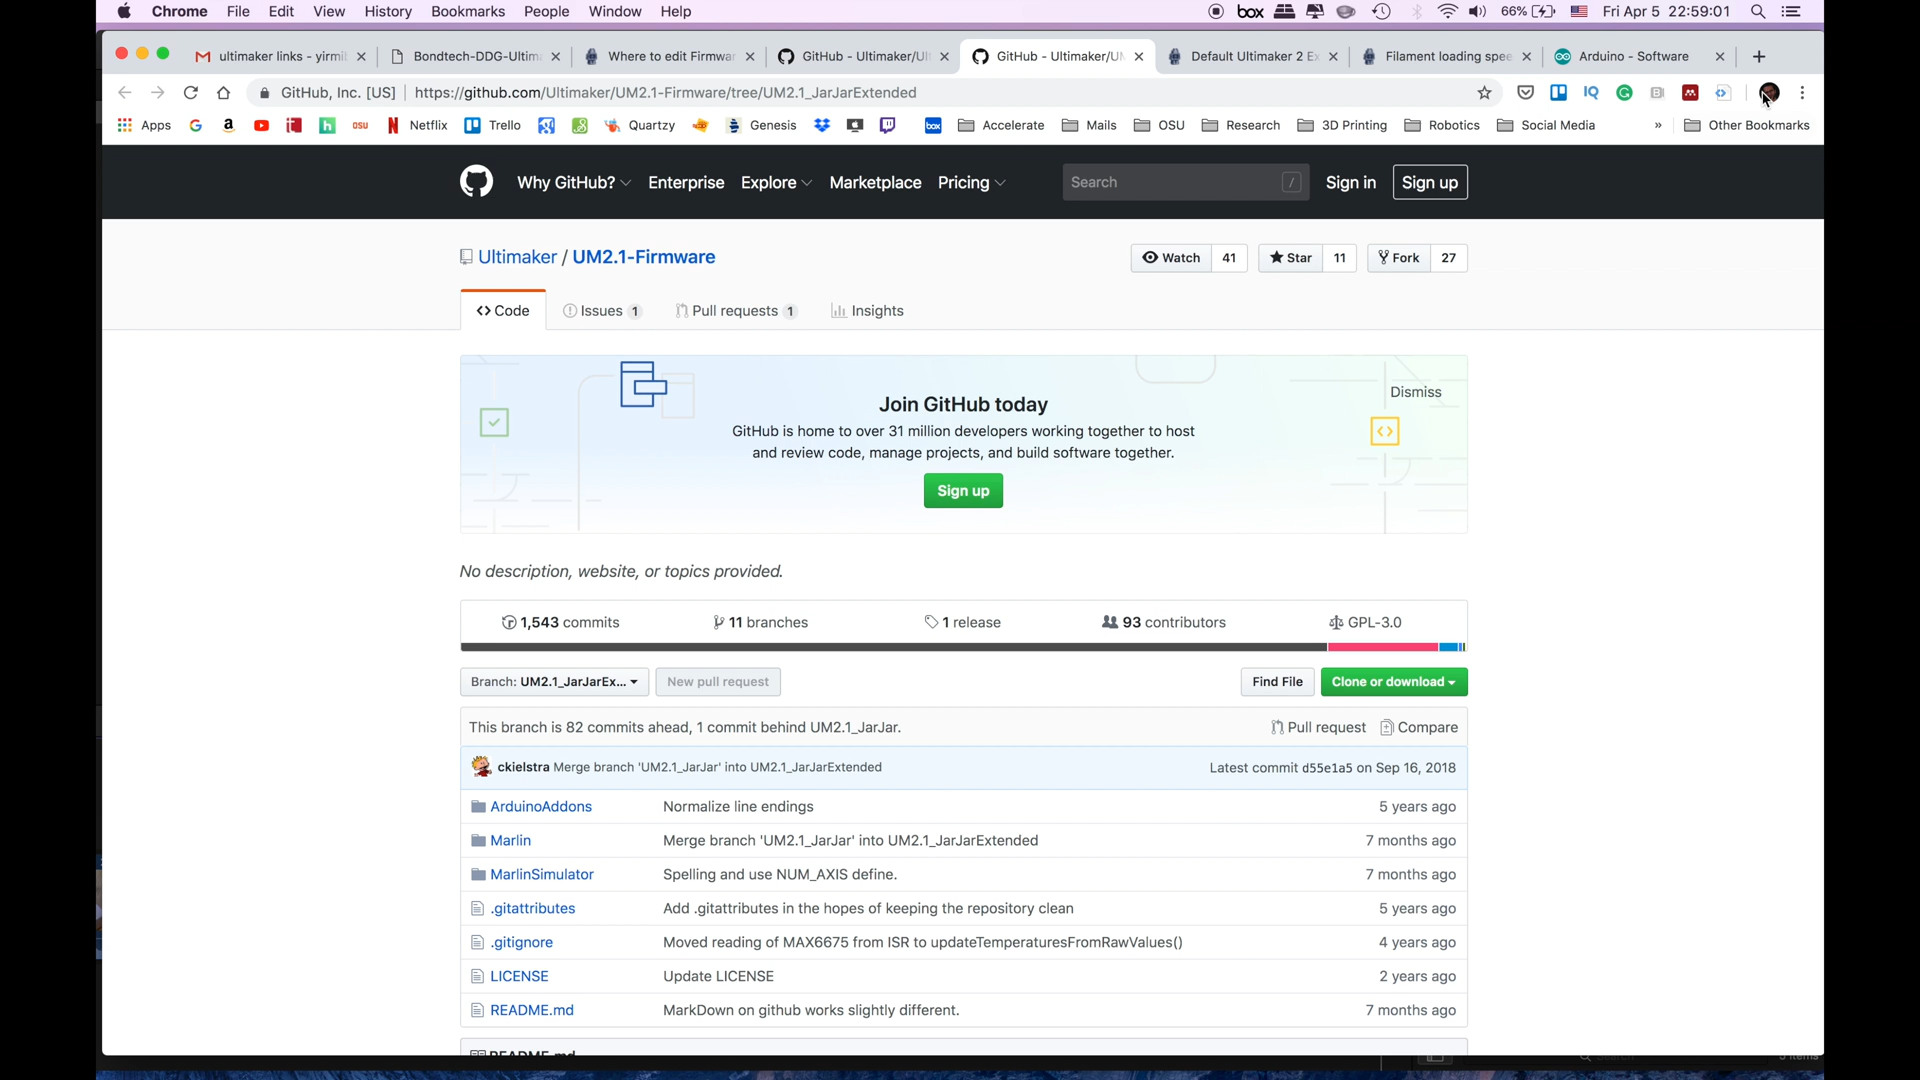 Chrome File Edit View History Bookmarks People Window Help box 66% Fri Apr 5 22:59:01
ultimaker links - yirmi Bondtech-DDG-Ultim Where to edit Firmwar GitHub - Ultimaker/Ul GitHub - Ultimaker/UM Default Ultimaker 2 Ex Filament loading spee Arduino - Software
GitHub, Inc. [US] https://github.com/Ultimaker/UM2.1-Firmware/tree/UM2.1_JarJarExtended
Apps Netflix Trello Quartzy Genesis box Accelerate Mails OSU Research 3D Printing Robotics Social Media » Other Bookmarks
Why GitHub? Enterprise Explore Marketplace Pricing Search / Sign in Sign up
Ultimaker / UM2.1-Firmware Watch 41 Star 11 Fork 27
Code Issues 1 Pull requests 1 Insights
Dismiss
Join GitHub today
GitHub is home to over 31 million developers working together to host
and review code, manage projects, and build software together.
Sign up
No description, website, or topics provided.
1,543 commits 11 branches 1 release 93 contributors GPL-3.0
Branch: UM2.1_JarJarEx... New pull request Find File Clone or download
This branch is 82 commits ahead, 1 commit behind UM2.1_JarJar. Pull request Compare
ckielstra Merge branch 'UM2.1_JarJar' into UM2.1_JarJarExtended Latest commit d55e1a5 on Sep 16, 2018
ArduinoAddons Normalize line endings 5 years ago
Marlin Merge branch 'UM2.1_JarJar' into UM2.1_JarJarExtended 7 months ago
MarlinSimulator Spelling and use NUM_AXIS define. 7 months ago
.gitattributes Add .gitattributes in the hopes of keeping the repository clean 5 years ago
.gitignore Moved reading of MAX6675 from ISR to updateTemperaturesFromRawValues() 4 years ago
LICENSE Update LICENSE 2 years ago
README.md MarkDown on github works slightly different. 7 months ago
README.md